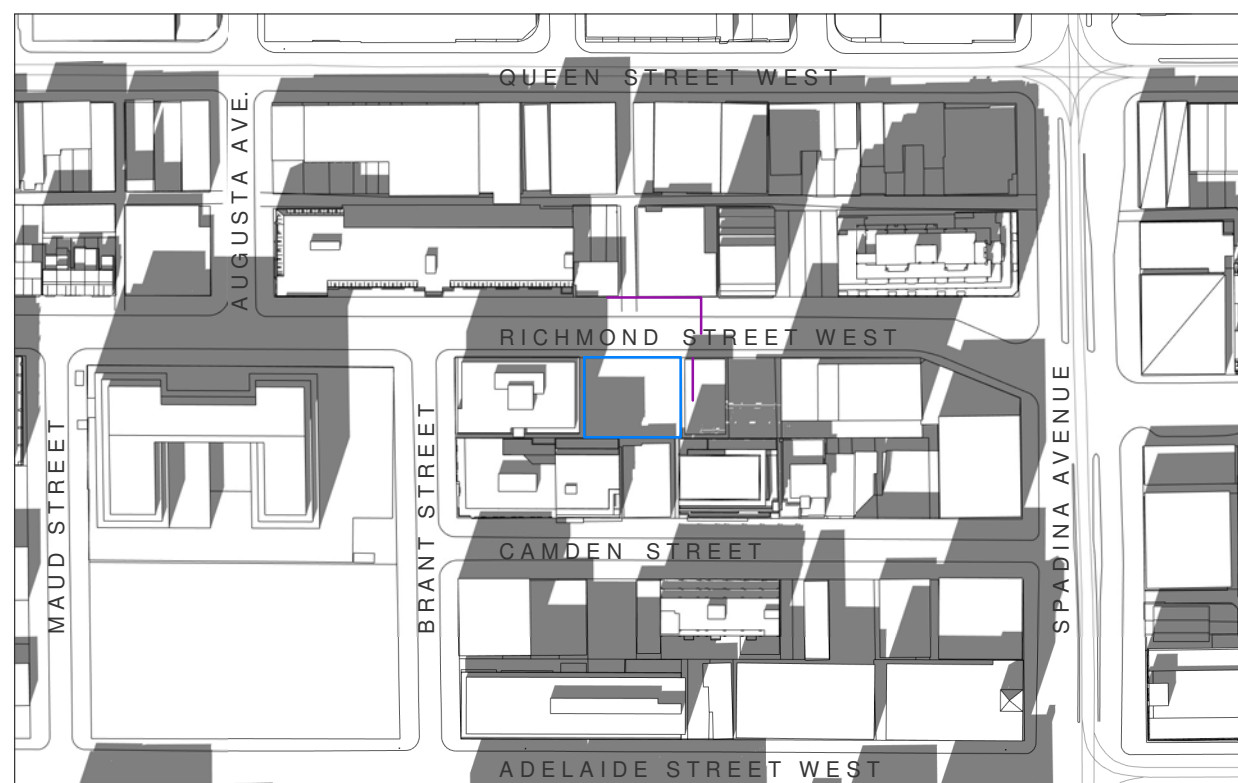 QUEEN STREET WEST
AUGUSTA AVE.
RICHMOND STREET WEST
MAUD STREET
BRANT STREET
SPADINA AVENUE
CAMDEN STREET
ADELAIDE STREET WEST